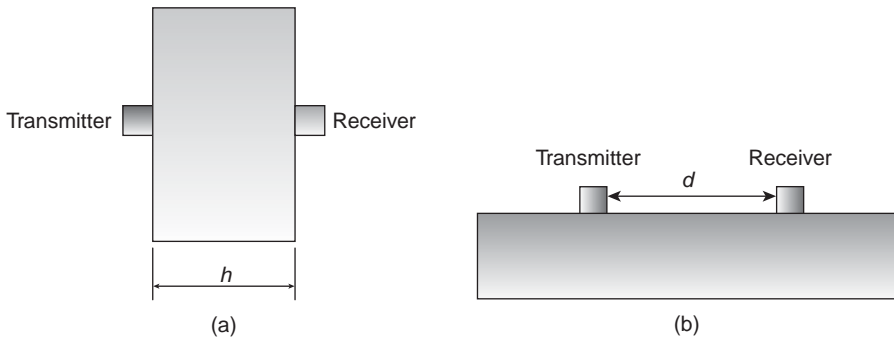 Transmitter
Receiver
h
(a)
Transmitter
Receiver
d
(b)